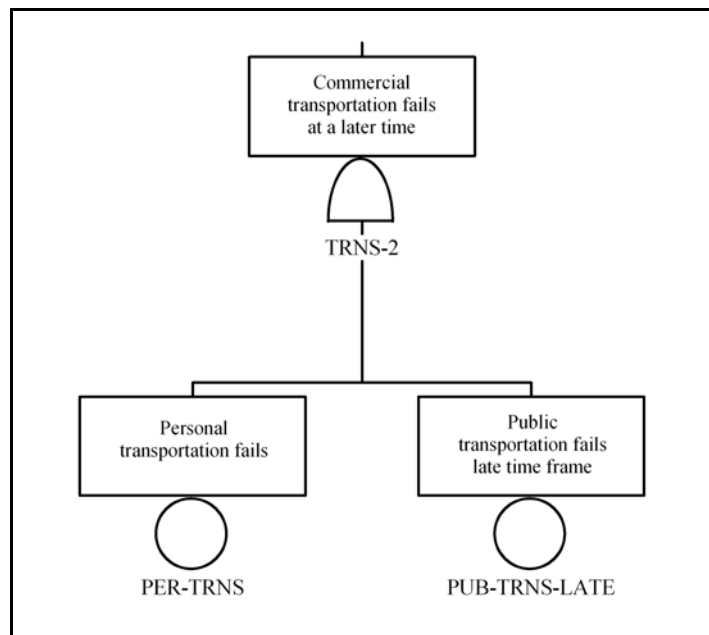 Commercial
transportation fails
at a later time
TRNS-2
Personal
transportation fails
Public
transportation fails
late time frame
PER-TRNS
PUB-TRNS-LATE